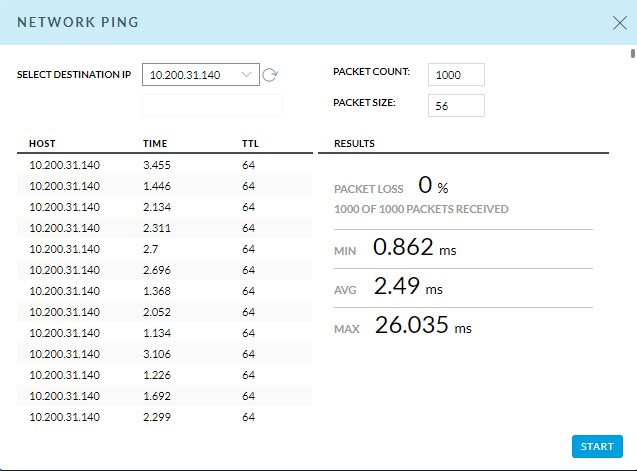 NETWORK PING
SELECT DESTINATION IP 10.200.31.140
PACKET COUNT: 1000
PACKET SIZE: 56
HOST TIME TTL
10.200.31.140 3.455 64
10.200.31.140 1.446 64
10.200.31.140 2.134 64
10.200.31.140 2.311 64
10.200.31.140 2.7 64
10.200.31.140 2.696 64
10.200.31.140 1.368 64
10.200.31.140 2.052 64
10.200.31.140 1.134 64
10.200.31.140 3.106 64
10.200.31.140 1.226 64
10.200.31.140 1.692 64
10.200.31.140 2.299 64
RESULTS
PACKET LOSS 0 %
1000 OF 1000 PACKETS RECEIVED
MIN 0.862 ms
AVG 2.49 ms
MAX 26.035 ms
START